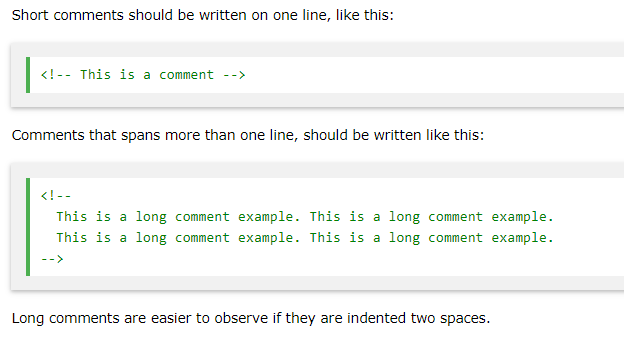 Short comments should be written on one line, like this:
<!-- This is a comment -->
Comments that spans more than one line, should be written like this:
<!--
  This is a long comment example. This is a long comment example.
  This is a long comment example. This is a long comment example.
-->
Long comments are easier to observe if they are indented two spaces.